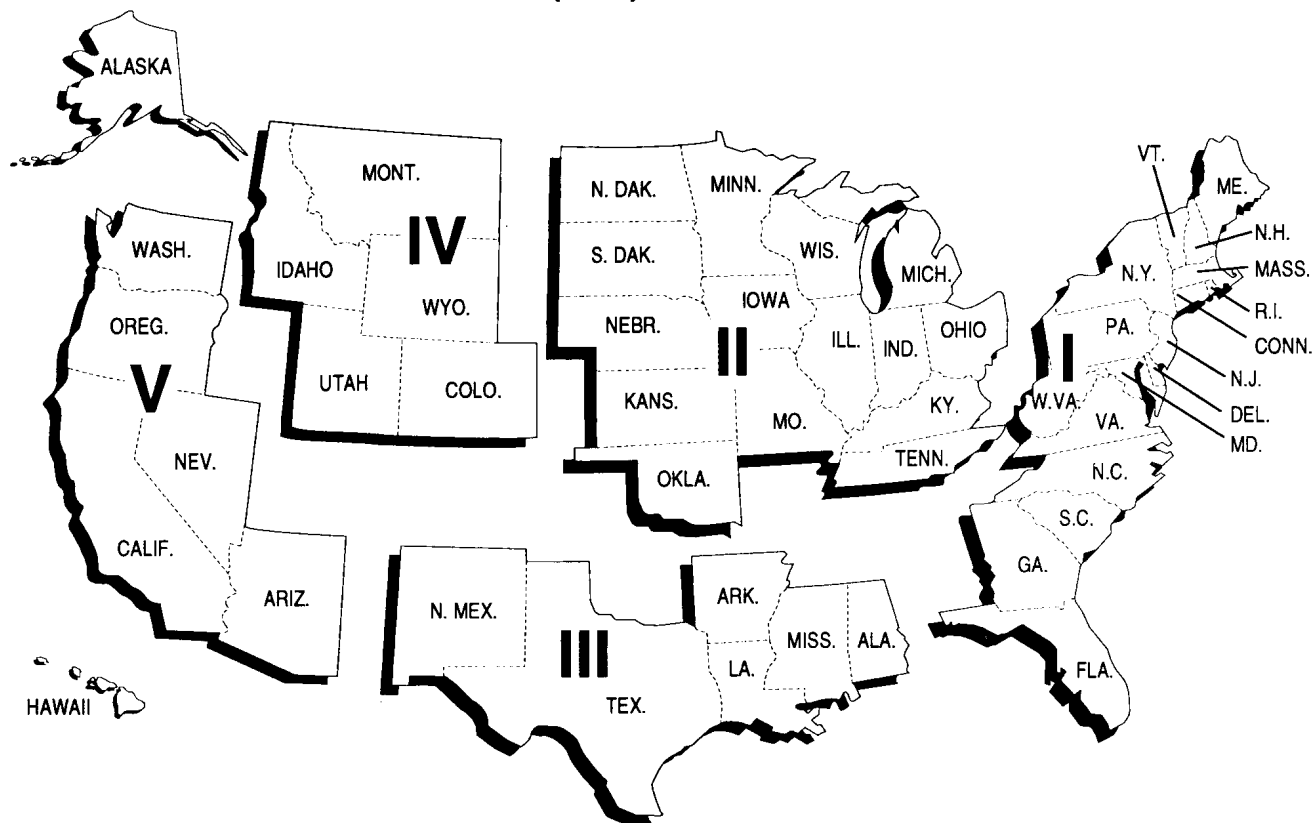 ALASKA
MONT.
IV
IDAHO
WYO.
UTAH
COLO.
WASH.
OREG.
V
NEV.
CALIF.
ARIZ.
HAWAII
N. DAK.
MINN.
S. DAK.
WIS.
MICH.
NEBR.
IOWA
II
ILL.
IND.
OHIO
KANS.
MO.
KY.
OKLA.
TENN.
N. MEX.
III
TEX.
ARK.
LA.
MISS.
ALA.
VT.
ME.
N.H.
MASS.
N.Y.
R.I.
CONN.
PA.
I
N.J.
DEL.
MD.
W.VA
VA.
N.C.
S.C.
GA.
FLA.